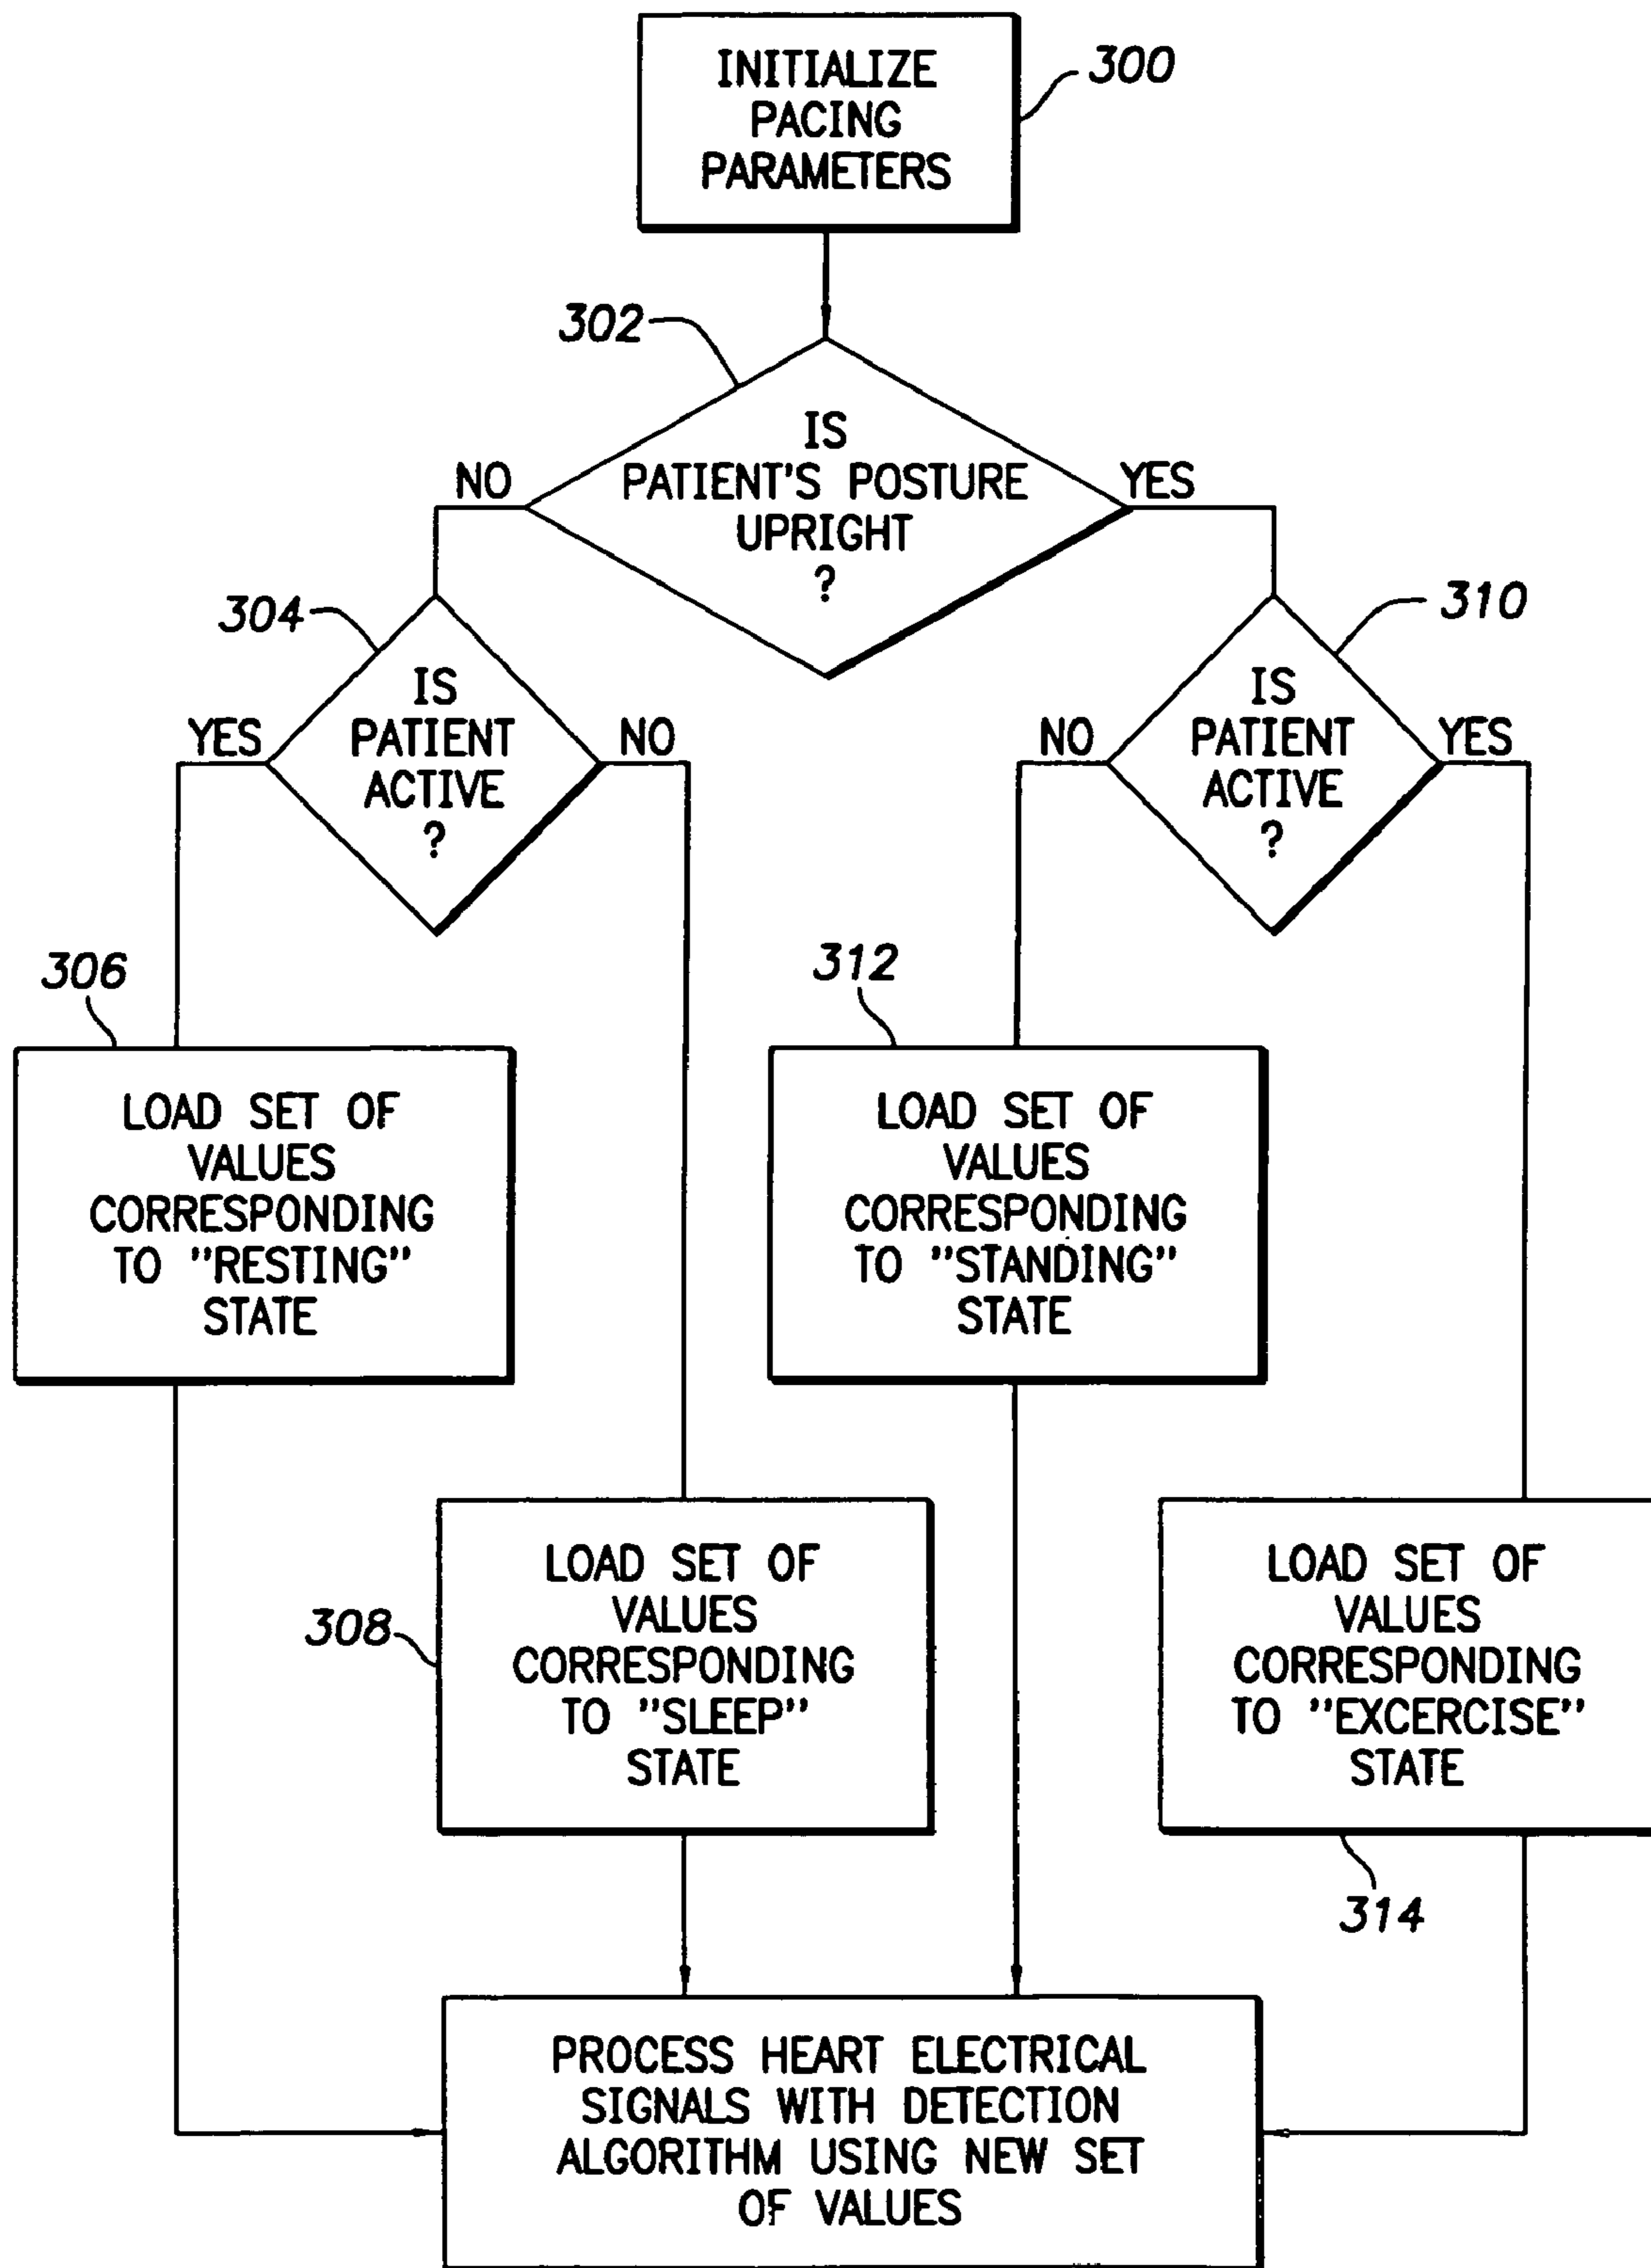 INITIALIZE
PACING
PARAMETERS
300
302
IS
PATIENT'S POSTURE
UPRIGHT
?
NO
YES
304
IS
PATIENT
ACTIVE
?
YES
NO
310
IS
PATIENT
ACTIVE
?
NO
YES
306
LOAD SET OF
VALUES
CORRESPONDING
TO "RESTING"
STATE
312
LOAD SET OF
VALUES
CORRESPONDING
TO "STANDING"
STATE
308
LOAD SET OF
VALUES
CORRESPONDING
TO "SLEEP"
STATE
LOAD SET OF
VALUES
CORRESPONDING
TO "EXCERCISE"
STATE
314
PROCESS HEART ELECTRICAL
SIGNALS WITH DETECTION
ALGORITHM USING NEW SET
OF VALUES